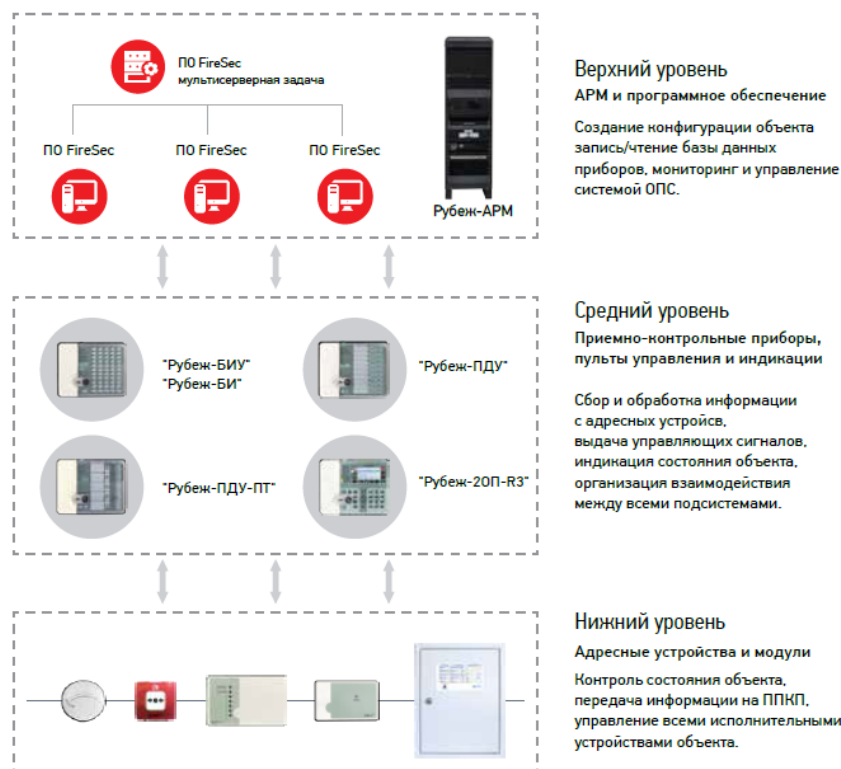 ПО FireSec
мультисерверная задача
ПО FireSec
ПО FireSec
ПО FireSec
Рубеж-АРМ
Верхний уровень
АРМ и программное обеспечение
Создание конфигурации объекта
запись/чтение базы данных
приборов, мониторинг и управление
системой ОПС.
"Рубеж-БИУ"
"Рубеж-БИ"
"Рубеж-ПДУ"
"Рубеж-ПДУ-ПТ"
"Рубеж-2ОП-R3"
Средний уровень
Приемно-контрольные приборы,
пульты управления и индикации
Сбор и обработка информации
с адресных устройсв,
выдача управляющих сигналов,
индикация состояния объекта,
организация взаимодействия
между всеми подсистемами.
Нижний уровень
Адресные устройства и модули
Контроль состояния объекта,
передача информации на ППКП,
управление всеми исполнительными
устройствами объекта.